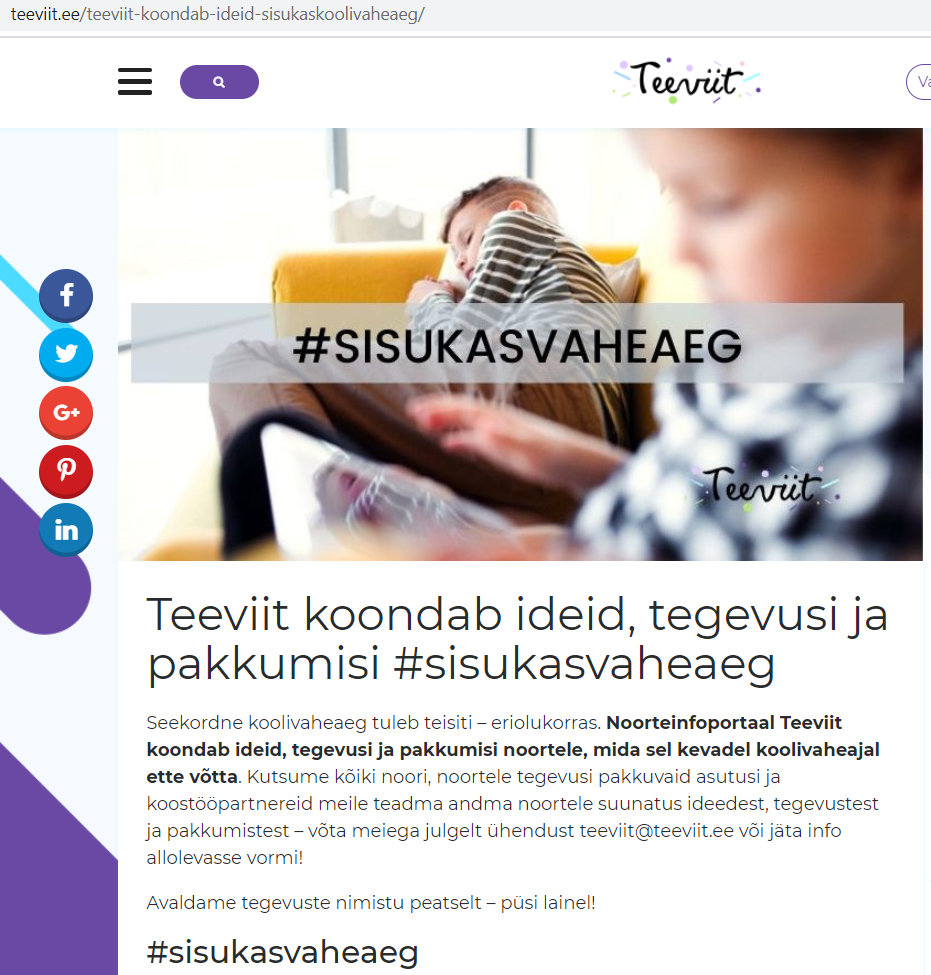 teeviit.ee/teeviit-koondab-ideid-sisukaskoolivaheaeg/
Teeviit
#SISUKASVAHEAEG
Teeviit
Teeviit koondab ideid, tegevusi ja
pakkumisi #sisukasvaheaeg
Seekordne koolivaheaeg tuleb teisiti – eriolukorras. Noorteinfoportaal Teeviit
koondab ideid, tegevusi ja pakkumisi noortele, mida sel kevadel koolivaheajal
ette võtta. Kutsume kõiki noori, noortele tegevusi pakkuvaid asutusi ja
koostööpartnereid meile teadma andma noortele suunatus ideedest, tegevustest
ja pakkumistest – võta meiega julgelt ühendust teeviit@teeviit.ee või jäta info
allolevasse vormi!
Avaldame tegevuste nimistu peatselt – püsi lainel!
#sisukasvaheaeg